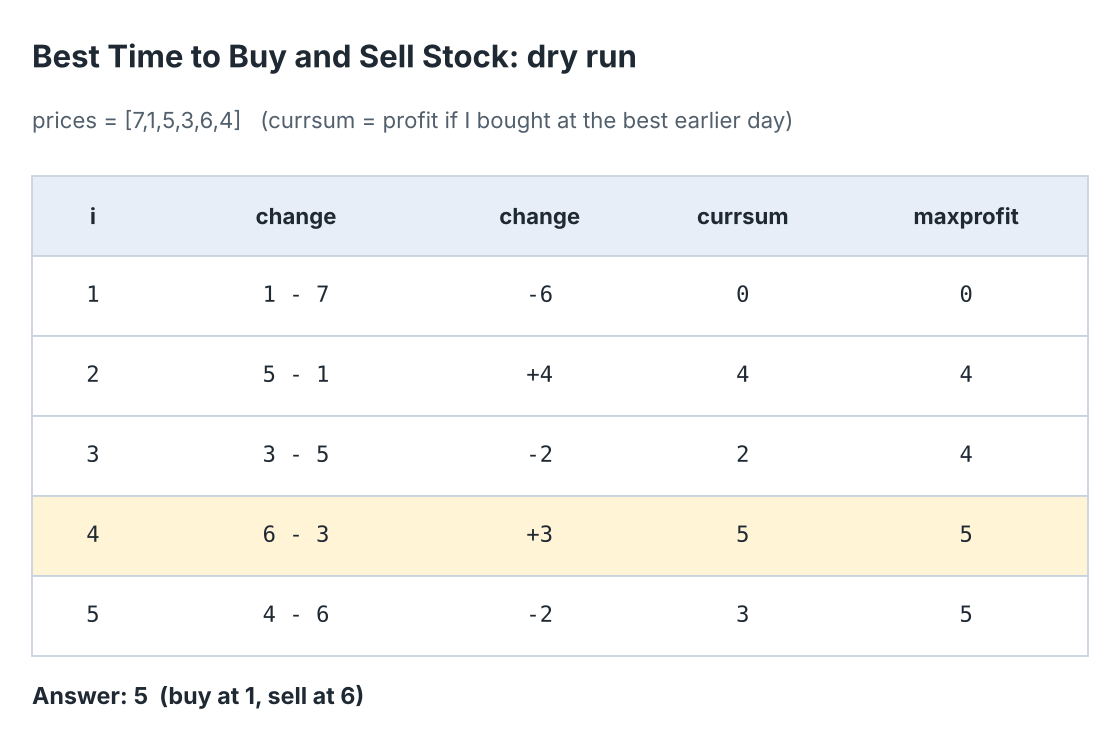 Best Time to Buy and Sell Stock: dry run
prices = [7,1,5,3,6,4] (currsum = profit if I bought at the best earlier day)
i change change currsum maxprofit
1 1 - 7 -6 0 0
2 5 - 1 +4 4 4
3 3 - 5 -2 2 4
4 6 - 3 +3 5 5
5 4 - 6 -2 3 5
Answer: 5 (buy at 1, sell at 6)